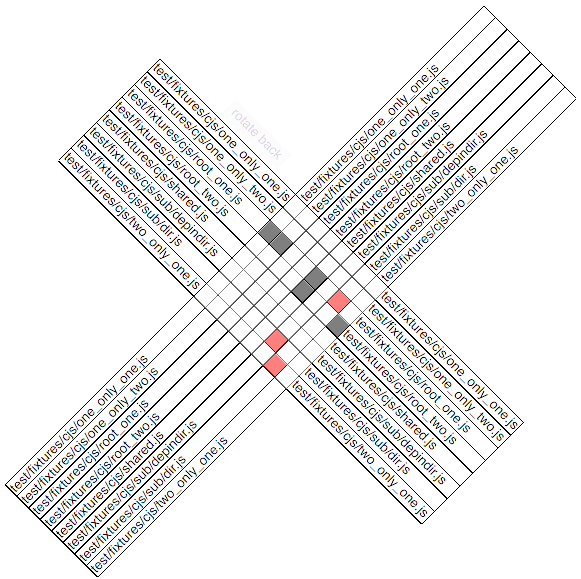 test/fixtures/cjs/one_only_one.js
test/fixtures/cjs/one_only_two.js
test/fixtures/cjs/root_one.js
test/fixtures/cjs/root_two.js
test/fixtures/cjs/shared.js
test/fixtures/cjs/sub/depindir.js
test/fixtures/cjs/sub/dir.js
test/fixtures/cjs/two_only_one.js
rotate back
test/fixtures/cjs/one_only_one.js
test/fixtures/cjs/one_only_two.js
test/fixtures/cjs/root_one.js
test/fixtures/cjs/root_two.js
test/fixtures/cjs/shared.js
test/fixtures/cjs/sub/depindir.js
test/fixtures/cjs/sub/dir.js
test/fixtures/cjs/two_only_one.js
test/fixtures/cjs/one_only_one.js
test/fixtures/cjs/one_only_two.js
test/fixtures/cjs/root_one.js
test/fixtures/cjs/root_two.js
test/fixtures/cjs/shared.js
test/fixtures/cjs/sub/depindir.js
test/fixtures/cjs/sub/dir.js
test/fixtures/cjs/two_only_one.js
test/fixtures/cjs/one_only_one.js
test/fixtures/cjs/one_only_two.js
test/fixtures/cjs/root_one.js
test/fixtures/cjs/root_two.js
test/fixtures/cjs/shared.js
test/fixtures/cjs/sub/depindir.js
test/fixtures/cjs/sub/dir.js
test/fixtures/cjs/two_only_one.js